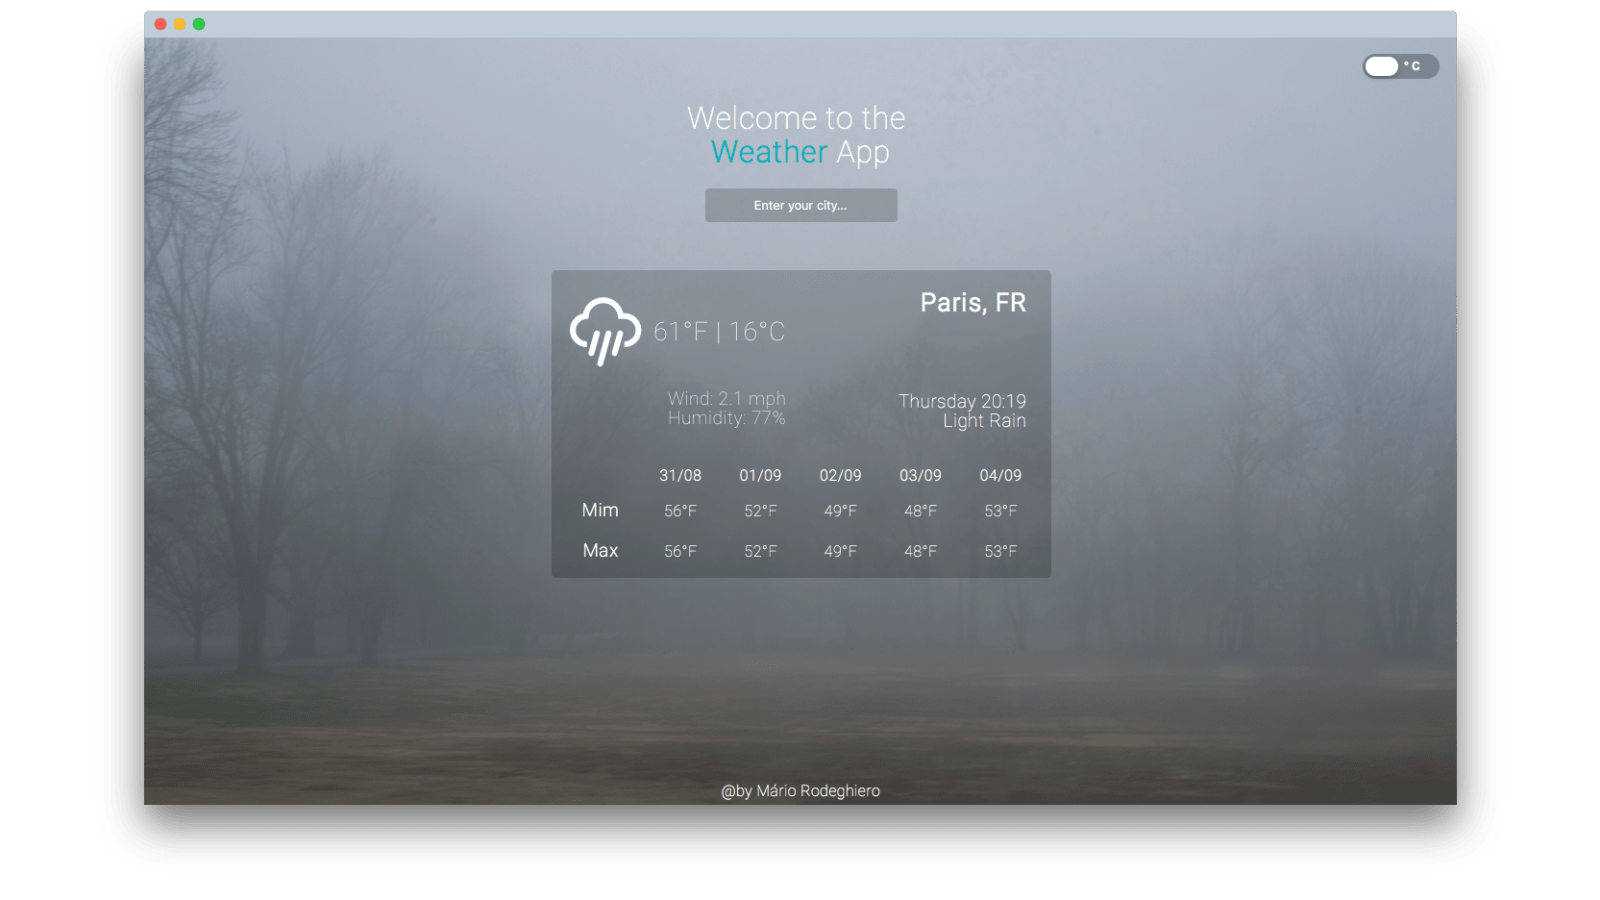 ° C
Welcome to the
Weather App
Enter your city...
Paris, FR
61°F | 16°C
Wind: 2.1 mph
Humidity: 77%
Thursday 20:19
Light Rain
31/08 01/09 02/09 03/09 04/09
Mim 56°F 52°F 49°F 48°F 53°F
Max 56°F 52°F 49°F 48°F 53°F
@by Mário Rodeghiero